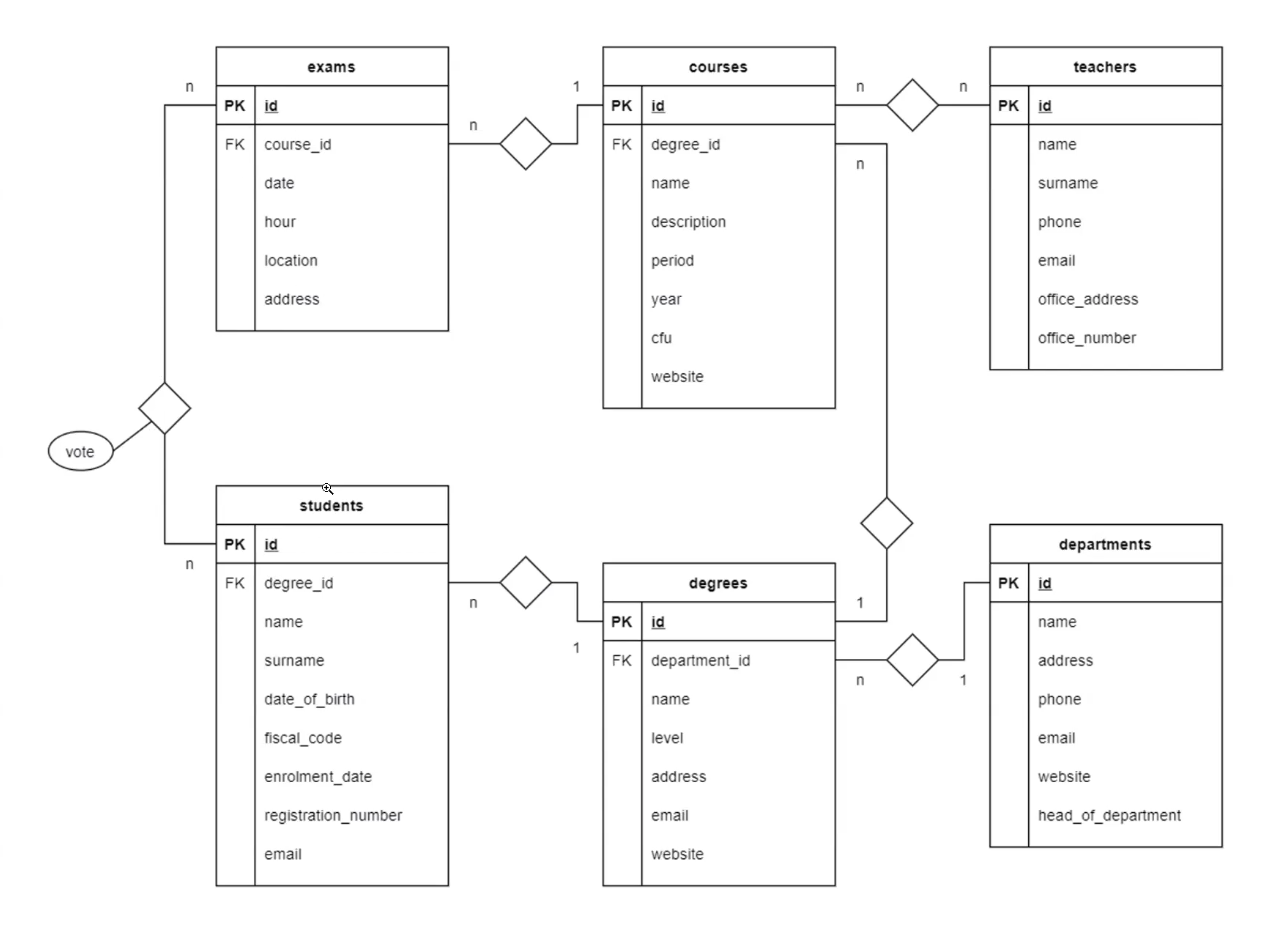 exams
n
PK id
FK course_id
date
hour
location
address
n
1
courses
PK id
FK degree_id
name
description
period
year
cfu
website
n
n
n
teachers
PK id
name
surname
phone
email
office_address
office_number
vote
students
n
PK id
FK degree_id
name
surname
date_of_birth
fiscal_code
enrolment_date
registration_number
email
n
1
degrees
PK id
FK department_id
name
level
address
email
website
1
n
1
departments
PK id
name
address
phone
email
website
head_of_department